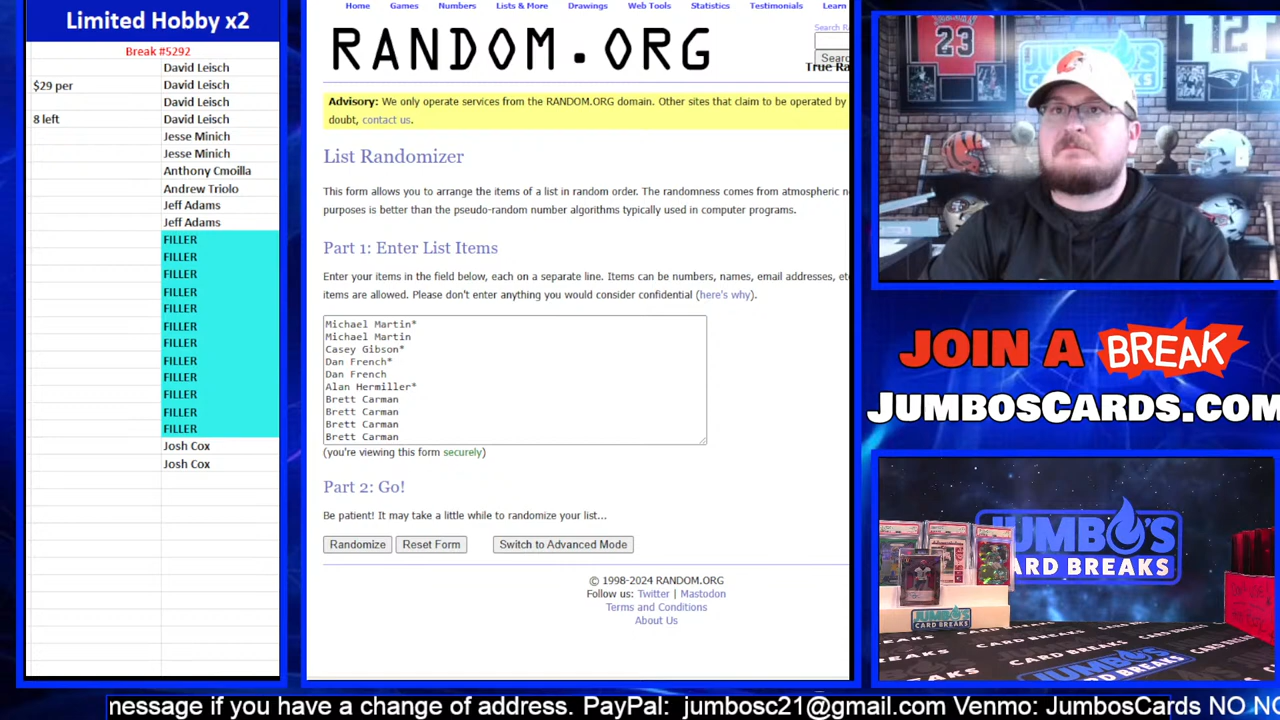 Limited Hobby x2
Break #5292
David Leisch
$29 per David Leisch
David Leisch
8 left David Leisch
Jesse Minich
Jesse Minich
Anthony Cmoilla
Andrew Triolo
Jeff Adams
Jeff Adams
FILLER
FILLER
FILLER
FILLER
FILLER
FILLER
FILLER
FILLER
FILLER
FILLER
FILLER
FILLER
Josh Cox
Josh Cox
Home Games Numbers Lists & More Drawings Web Tools Statistics Testimonials Learn
Search R
RANDOM.ORG
Searc
True Ra
Advisory: We only operate services from the RANDOM.ORG domain. Other sites that claim to be operated by
doubt, contact us.
List Randomizer
This form allows you to arrange the items of a list in random order. The randomness comes from atmospheric n
purposes is better than the pseudo-random number algorithms typically used in computer programs.
Part 1: Enter List Items
Enter your items in the field below, each on a separate line. Items can be numbers, names, email addresses, etc
items are allowed. Please don't enter anything you would consider confidential (here's why).
Michael Martin*
Michael Martin
Casey Gibson*
Dan French*
Dan French
Alan Hermiller*
Brett Carman
Brett Carman
Brett Carman
Brett Carman
(you're viewing this form securely)
Part 2: Go!
Be patient! It may take a little while to randomize your list...
Randomize Reset Form Switch to Advanced Mode
© 1998-2024 RANDOM.ORG
Follow us: Twitter | Mastodon
Terms and Conditions
About Us
23
12
JOIN A BREAK
JUMBOSCARDS.COM
JUMBO'S
CARD BREAKS
JUMBO'S
CARD BREAKS
message if you have a change of address. PayPal: jumbosc21@gmail.com Venmo: JumbosCards NO NO